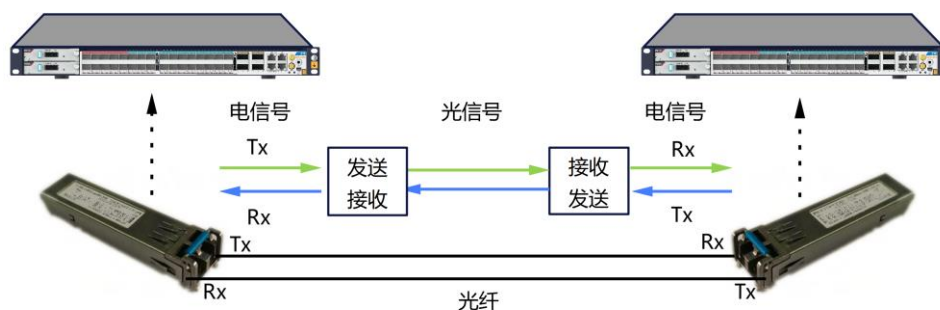 电信号 光信号 电信号
Tx Rx
发送 接收
接收 发送
Rx Tx
Tx Rx
Rx Tx
光纤